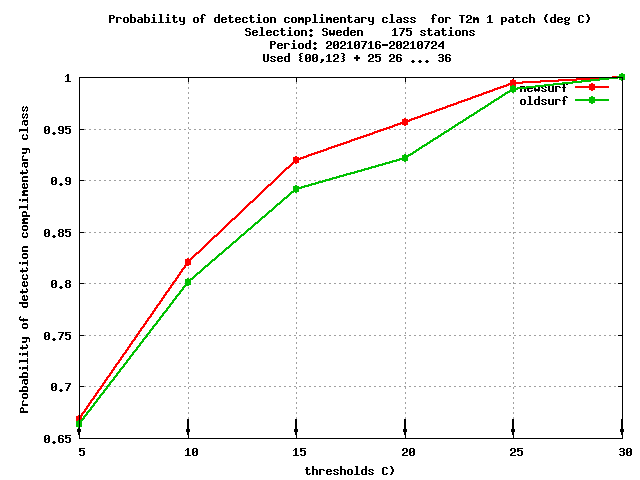 Probability of detection complimentary class  for T2m 1 patch (deg C)
Selection: Sweden    175 stations
Period: 20210716-20210724
Used {00,12} + 25 26 ... 36
Probability of detection complimentary class
1
0.95
0.9
0.85
0.8
0.75
0.7
0.65
newsurf
oldsurf
5 10 15 20 25 30
thresholds C)